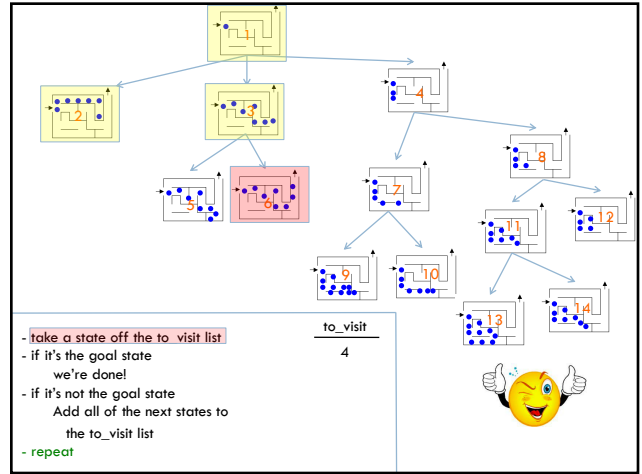 1
2
3
4
5
6
7
8
9
10
11
12
13
14
- take a state off the to_visit list
- if it's the goal state
we're done!
- if it's not the goal state
Add all of the next states to
the to_visit list
- repeat
to_visit
4